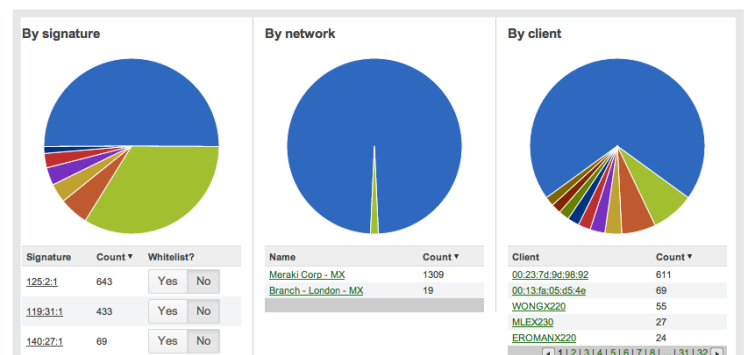 By signature
By network
By client
Signature Count ▼ Whitelist?
125:2:1 643 Yes No
119:31:1 433 Yes No
140:27:1 69 Yes No
Name Count ▼
Meraki Corp - MX 1309
Branch - London - MX 19
Client Count ▼
00:23:7d:9d:98:92 611
00:13:fa:05:d5:4e 69
WONGX220 55
MLEX230 27
EROMANX220 24
1 | 2 | 3 | 4 | 5 | 6 | 7 | 8 | ... | 31 | 32